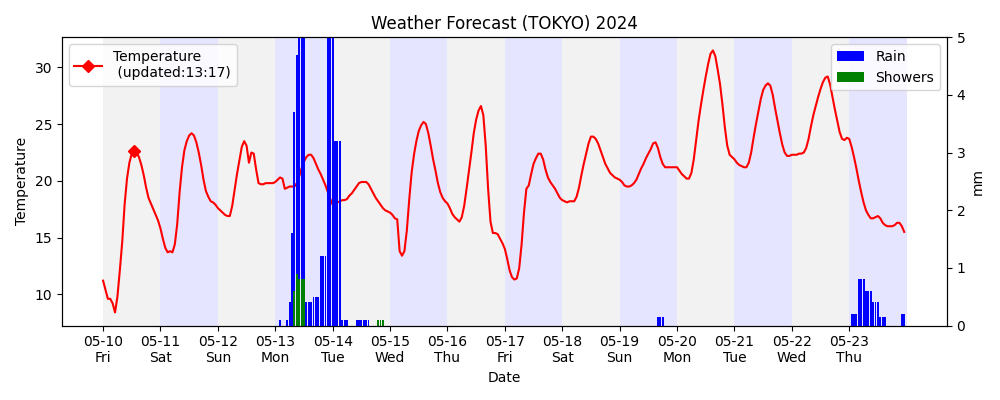 Weather Forecast (TOKYO) 2024
Temperature
(updated:13:17)
Rain
Showers
Temperature
30
25
20
15
10
5
4
3
2
1
0
mm
05-10 05-11 05-12 05-13 05-14 05-15 05-16 05-17 05-18 05-19 05-20 05-21 05-22 05-23
Fri Sat Sun Mon Tue Wed Thu Fri Sat Sun Mon Tue Wed Thu
Date